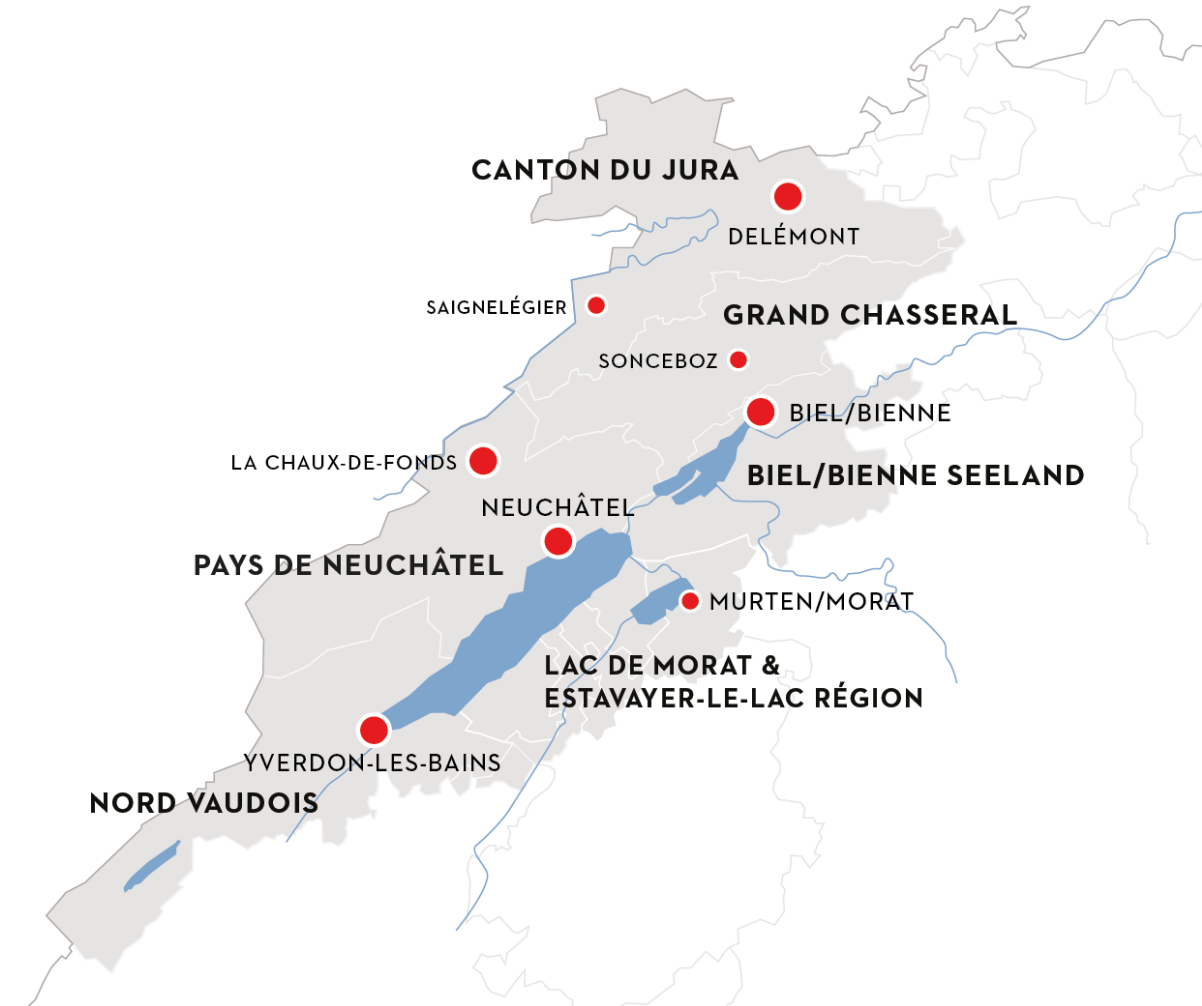 CANTON DU JURA
DELÉMONT
SAIGNELÉGIER
GRAND CHASSERAL
SONCEBOZ
BIEL/BIENNE
LA CHAUX-DE-FONDS
BIEL/BIENNE SEELAND
NEUCHÂTEL
PAYS DE NEUCHÂTEL
MURTEN/MORAT
LAC DE MORAT &
ESTAVAYER-LE-LAC RÉGION
YVERDON-LES-BAINS
NORD VAUDOIS